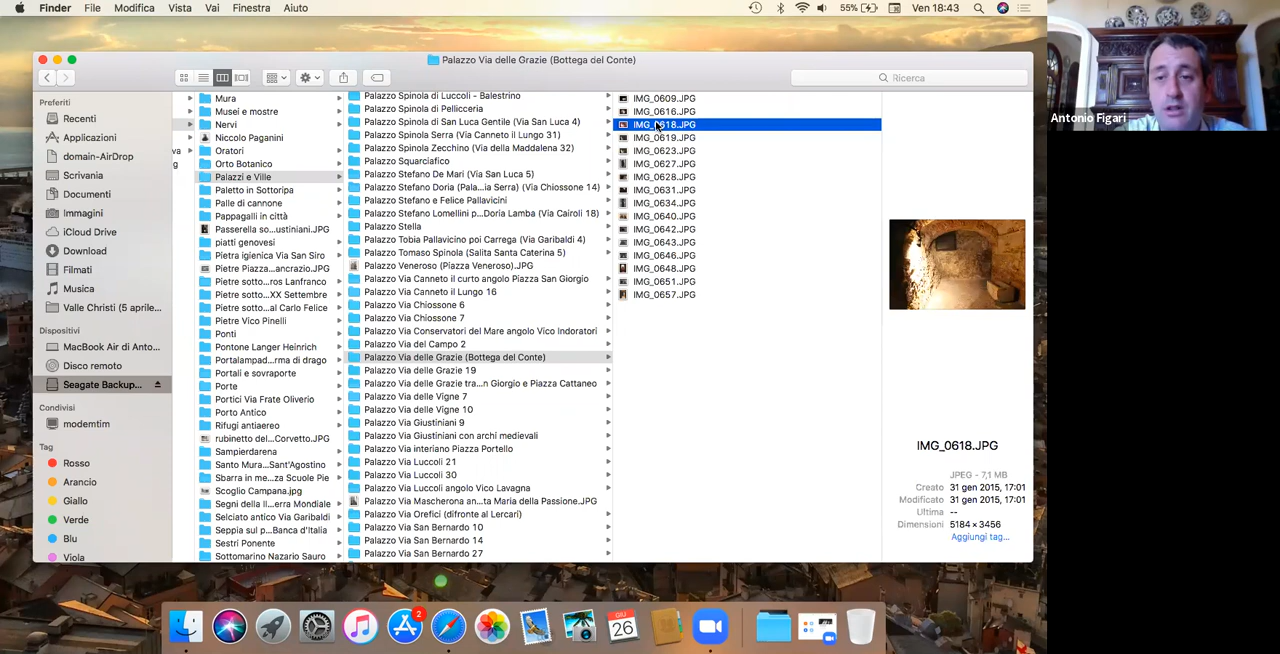 Finder File Modifica Vista Vai Finestra Aiuto 55% Ven 18:43
Palazzo Via delle Grazie (Bottega del Conte)
Ricerca
Preferiti
Recenti
Applicazioni
domain-AirDrop
Scrivania
Documenti
Immagini
iCloud Drive
Download
Filmati
Musica
Valle Christi (5 aprile...
Dispositivi
MacBook Air di Anto...
Disco remoto
Seagate Backup...
Condivisi
modemtim
Tag
Rosso
Arancio
Giallo
Verde
Blu
Viola
va
g
Mura
Musei e mostre
Nervi
Niccolo Paganini
Oratori
Orto Botanico
Palazzi e Ville
Paletto in Sottoripa
Palle di cannone
Pappagalli in città
Passerella so...ustiniani.JPG
piatti genovesi
Pietra igienica Via San Siro
Pietre Piazza...ancrazio.JPG
Pietre sotto...ros Lanfranco
Pietre sotto...XX Settembre
Pietre sotto...al Carlo Felice
Pietre Vico Pinelli
Ponti
Pontone Langer Heinrich
Portalampad...rma di drago
Portali e sovraporte
Porte
Portici Via Frate Oliverio
Porto Antico
Rifugi antiaereo
rubinetto del...Corvetto.JPG
Sampierdarena
Santo Mura...Sant'Agostino
Sbarra in me...za Scuole Pie
Scoglio Campana.jpg
Segni della II...erra Mondiale
Selciato antico Via Garibaldi
Seppia sul p...Banca d'Italia
Sestri Ponente
Sottomarino Nazario Sauro
Palazzo Spinola di Luccoli - Balestrino
Palazzo Spinola di Pellicceria
Palazzo Spinola di San Luca Gentile (Via San Luca 4)
Palazzo Spinola Serra (Via Canneto il Lungo 31)
Palazzo Spinola Zecchino (Via della Maddalena 32)
Palazzo Squarciafico
Palazzo Stefano De Mari (Via San Luca 5)
Palazzo Stefano Doria (Pala...ia Serra) (Via Chiossone 14)
Palazzo Stefano e Felice Pallavicini
Palazzo Stefano Lomellini p...Doria Lamba (Via Cairoli 18)
Palazzo Stella
Palazzo Tobia Pallavicino poi Carrega (Via Garibaldi 4)
Palazzo Tomaso Spinola (Salita Santa Caterina 5)
Palazzo Veneroso (Piazza Veneroso).JPG
Palazzo Via Canneto il curto angolo Piazza San Giorgio
Palazzo Via Canneto il Lungo 16
Palazzo Via Chiossone 6
Palazzo Via Chiossone 7
Palazzo Via Conservatori del Mare angolo Vico Indoratori
Palazzo Via del Campo 2
Palazzo Via delle Grazie (Bottega del Conte)
Palazzo Via delle Grazie 19
Palazzo Via delle Grazie tra...n Giorgio e Piazza Cattaneo
Palazzo Via delle Vigne 7
Palazzo Via delle Vigne 10
Palazzo Via Giustiniani 9
Palazzo Via Giustiniani con archi medievali
Palazzo Via interiano Piazza Portello
Palazzo Via Luccoli 21
Palazzo Via Luccoli 30
Palazzo Via Luccoli angolo Vico Lavagna
Palazzo Via Mascherona an...ta Maria della Passione.JPG
Palazzo Via Orefici (difronte al Lercari)
Palazzo Via San Bernardo 10
Palazzo Via San Bernardo 14
Palazzo Via San Bernardo 27
IMG_0609.JPG
IMG_0616.JPG
IMG_0618.JPG
IMG_0619.JPG
IMG_0623.JPG
IMG_0627.JPG
IMG_0628.JPG
IMG_0631.JPG
IMG_0634.JPG
IMG_0640.JPG
IMG_0642.JPG
IMG_0643.JPG
IMG_0646.JPG
IMG_0648.JPG
IMG_0651.JPG
IMG_0657.JPG
IMG_0618.JPG
JPEG - 7,1 MB
Creato 31 gen 2015, 17:01
Modificato 31 gen 2015, 17:01
Ultima --
Dimensioni 5184 × 3456
Aggiungi tag...
Antonio Figari
2
GIU
26